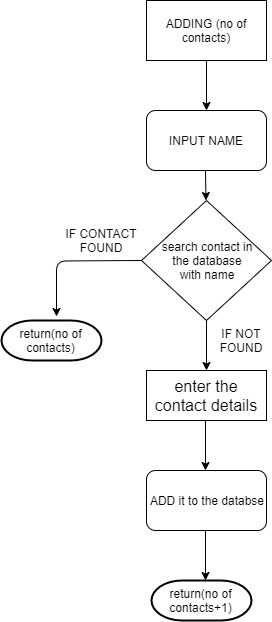 ADDING (no of
contacts)
INPUT NAME
search contact in
the database
with name
IF CONTACT
FOUND
return(no of
contacts)
IF NOT
FOUND
enter the
contact details
ADD it to the databse
return(no of
contacts+1)